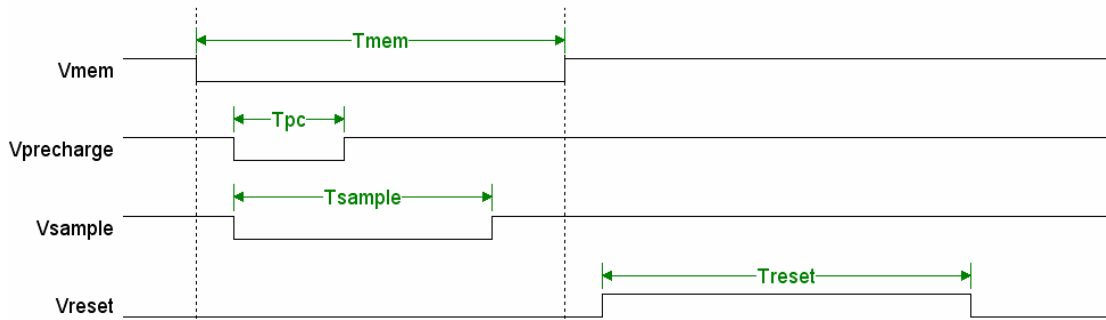 Tmem
Vmem
Tpc
Vprecharge
Tsample
Vsample
Treset
Vreset